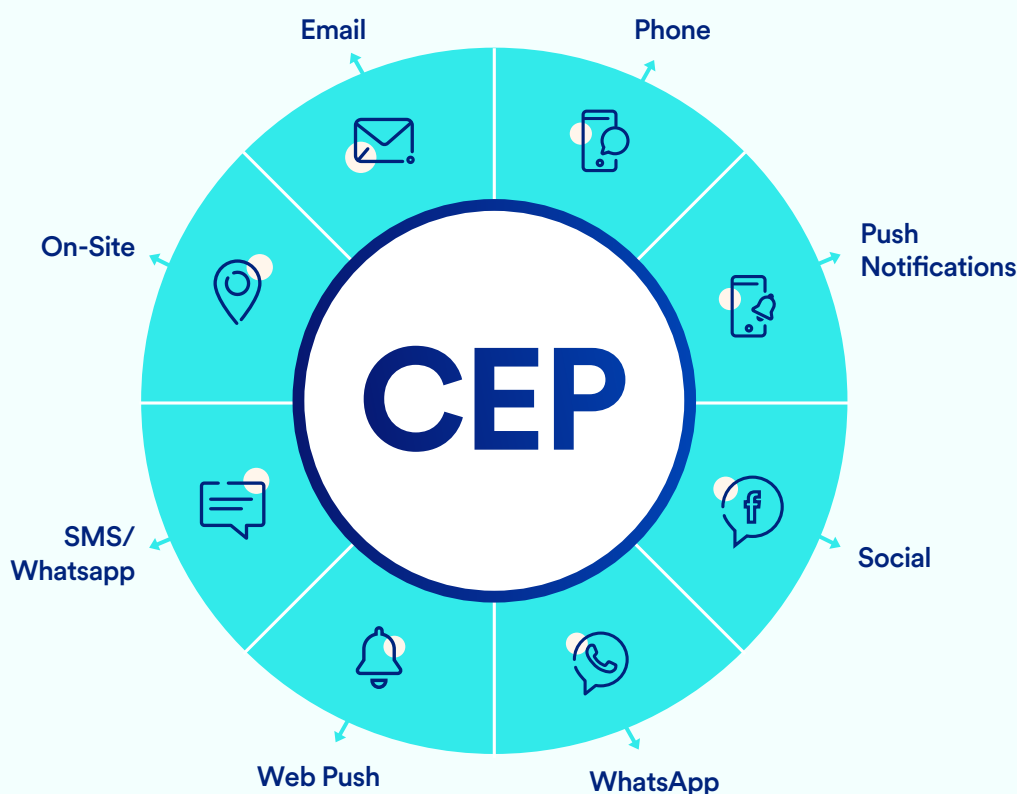 Email
Phone
On-Site
Push
Notifications
CEP
SMS/
Whatsapp
Social
Web Push
WhatsApp